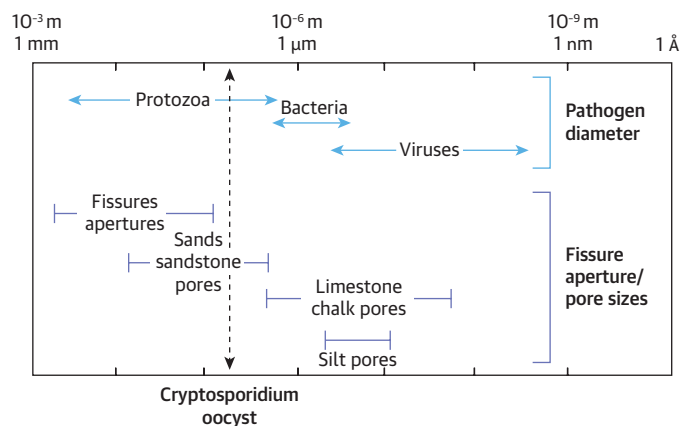 10⁻³ m
1 mm
10⁻⁶ m
1 μm
10⁻⁹ m
1 nm
1 Å
Protozoa
Bacteria
Viruses
Pathogen
diameter
Fissures
apertures
Sands
sandstone
pores
Limestone
chalk pores
Silt pores
Fissure
aperture/
pore sizes
Cryptosporidium
oocyst